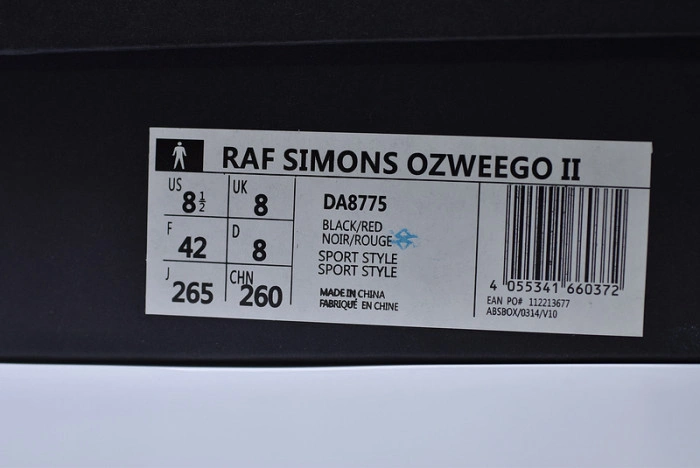 RAF SIMONS OZWEEGO II
US 8½
UK 8
F 42
D 8
J 265
CHN 260
DA8775
BLACK/RED
NOIR/ROUGE
SPORT STYLE
SPORT STYLE
MADE IN CHINA
FABRIQUÉ EN CHINE
4 055341 660372
EAN PO# 112213677
ABSBOX/0314/V10